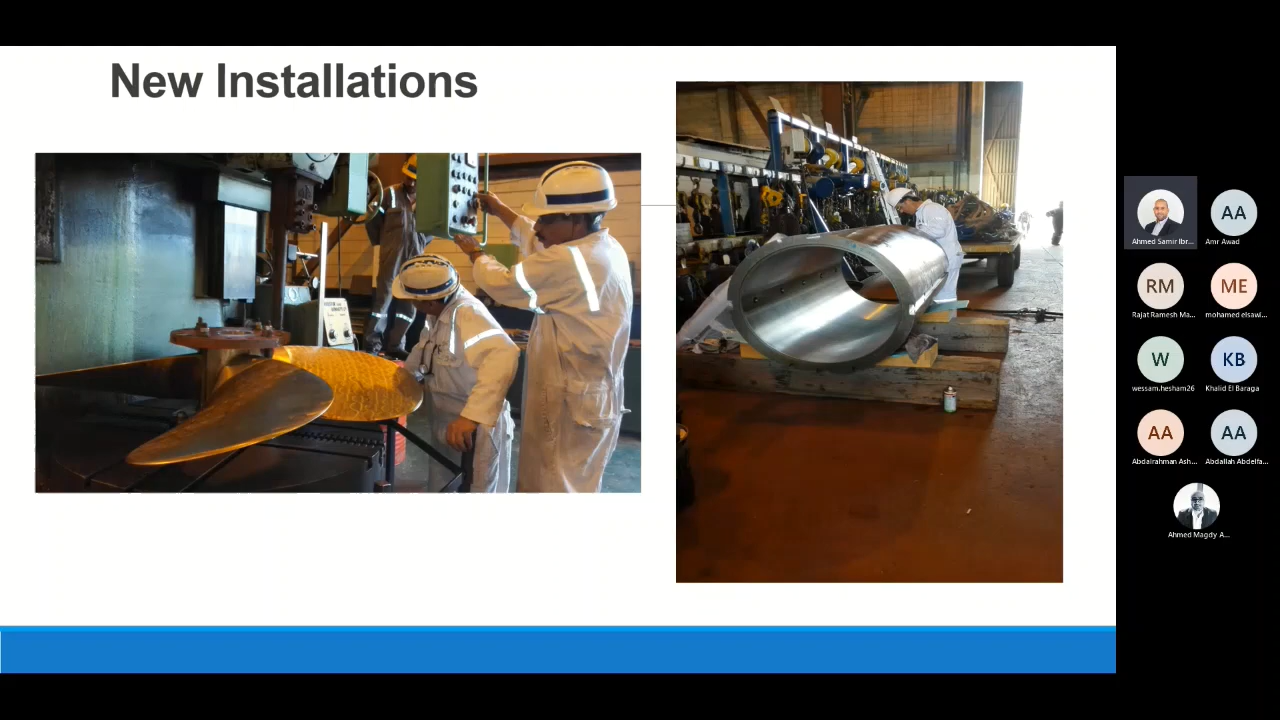 New Installations
Ahmed Samir Ibr...
AA
Amr Awad
RM
Rajat Ramesh Ma...
ME
mohamed elsawi...
W
wessam.hesham26
KB
Khalid El Baraga
AA
Abdalrahman Ash...
AA
Abdallah Abdelfa...
Ahmed Magdy A...